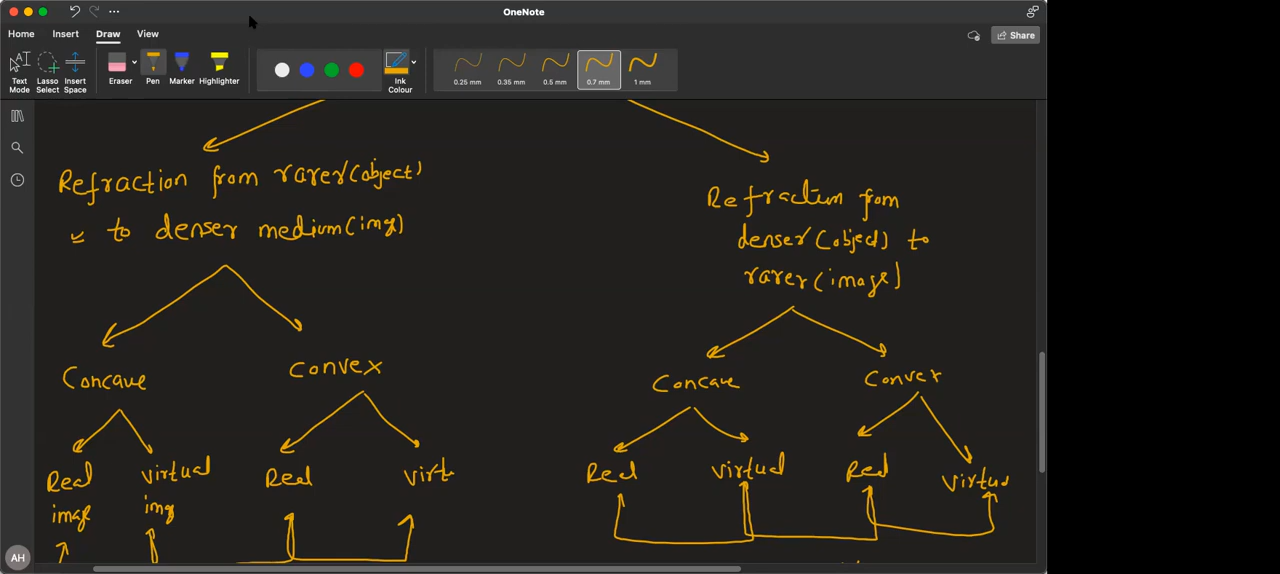 OneNote
Home Insert Draw View
Share
Text Mode
Lasso Select
Insert Space
Eraser
Pen
Marker
Highlighter
Ink Colour
0.25 mm
0.35 mm
0.5 mm
0.7 mm
1 mm
Refraction from rarer(object)
to denser medium(img)
Refraction from
denser(object) to
rarer(image)
Concave
Convex
Concave
Convex
Real image
virtual img
Real
virt
Real
virtual
Real
virtual
AH